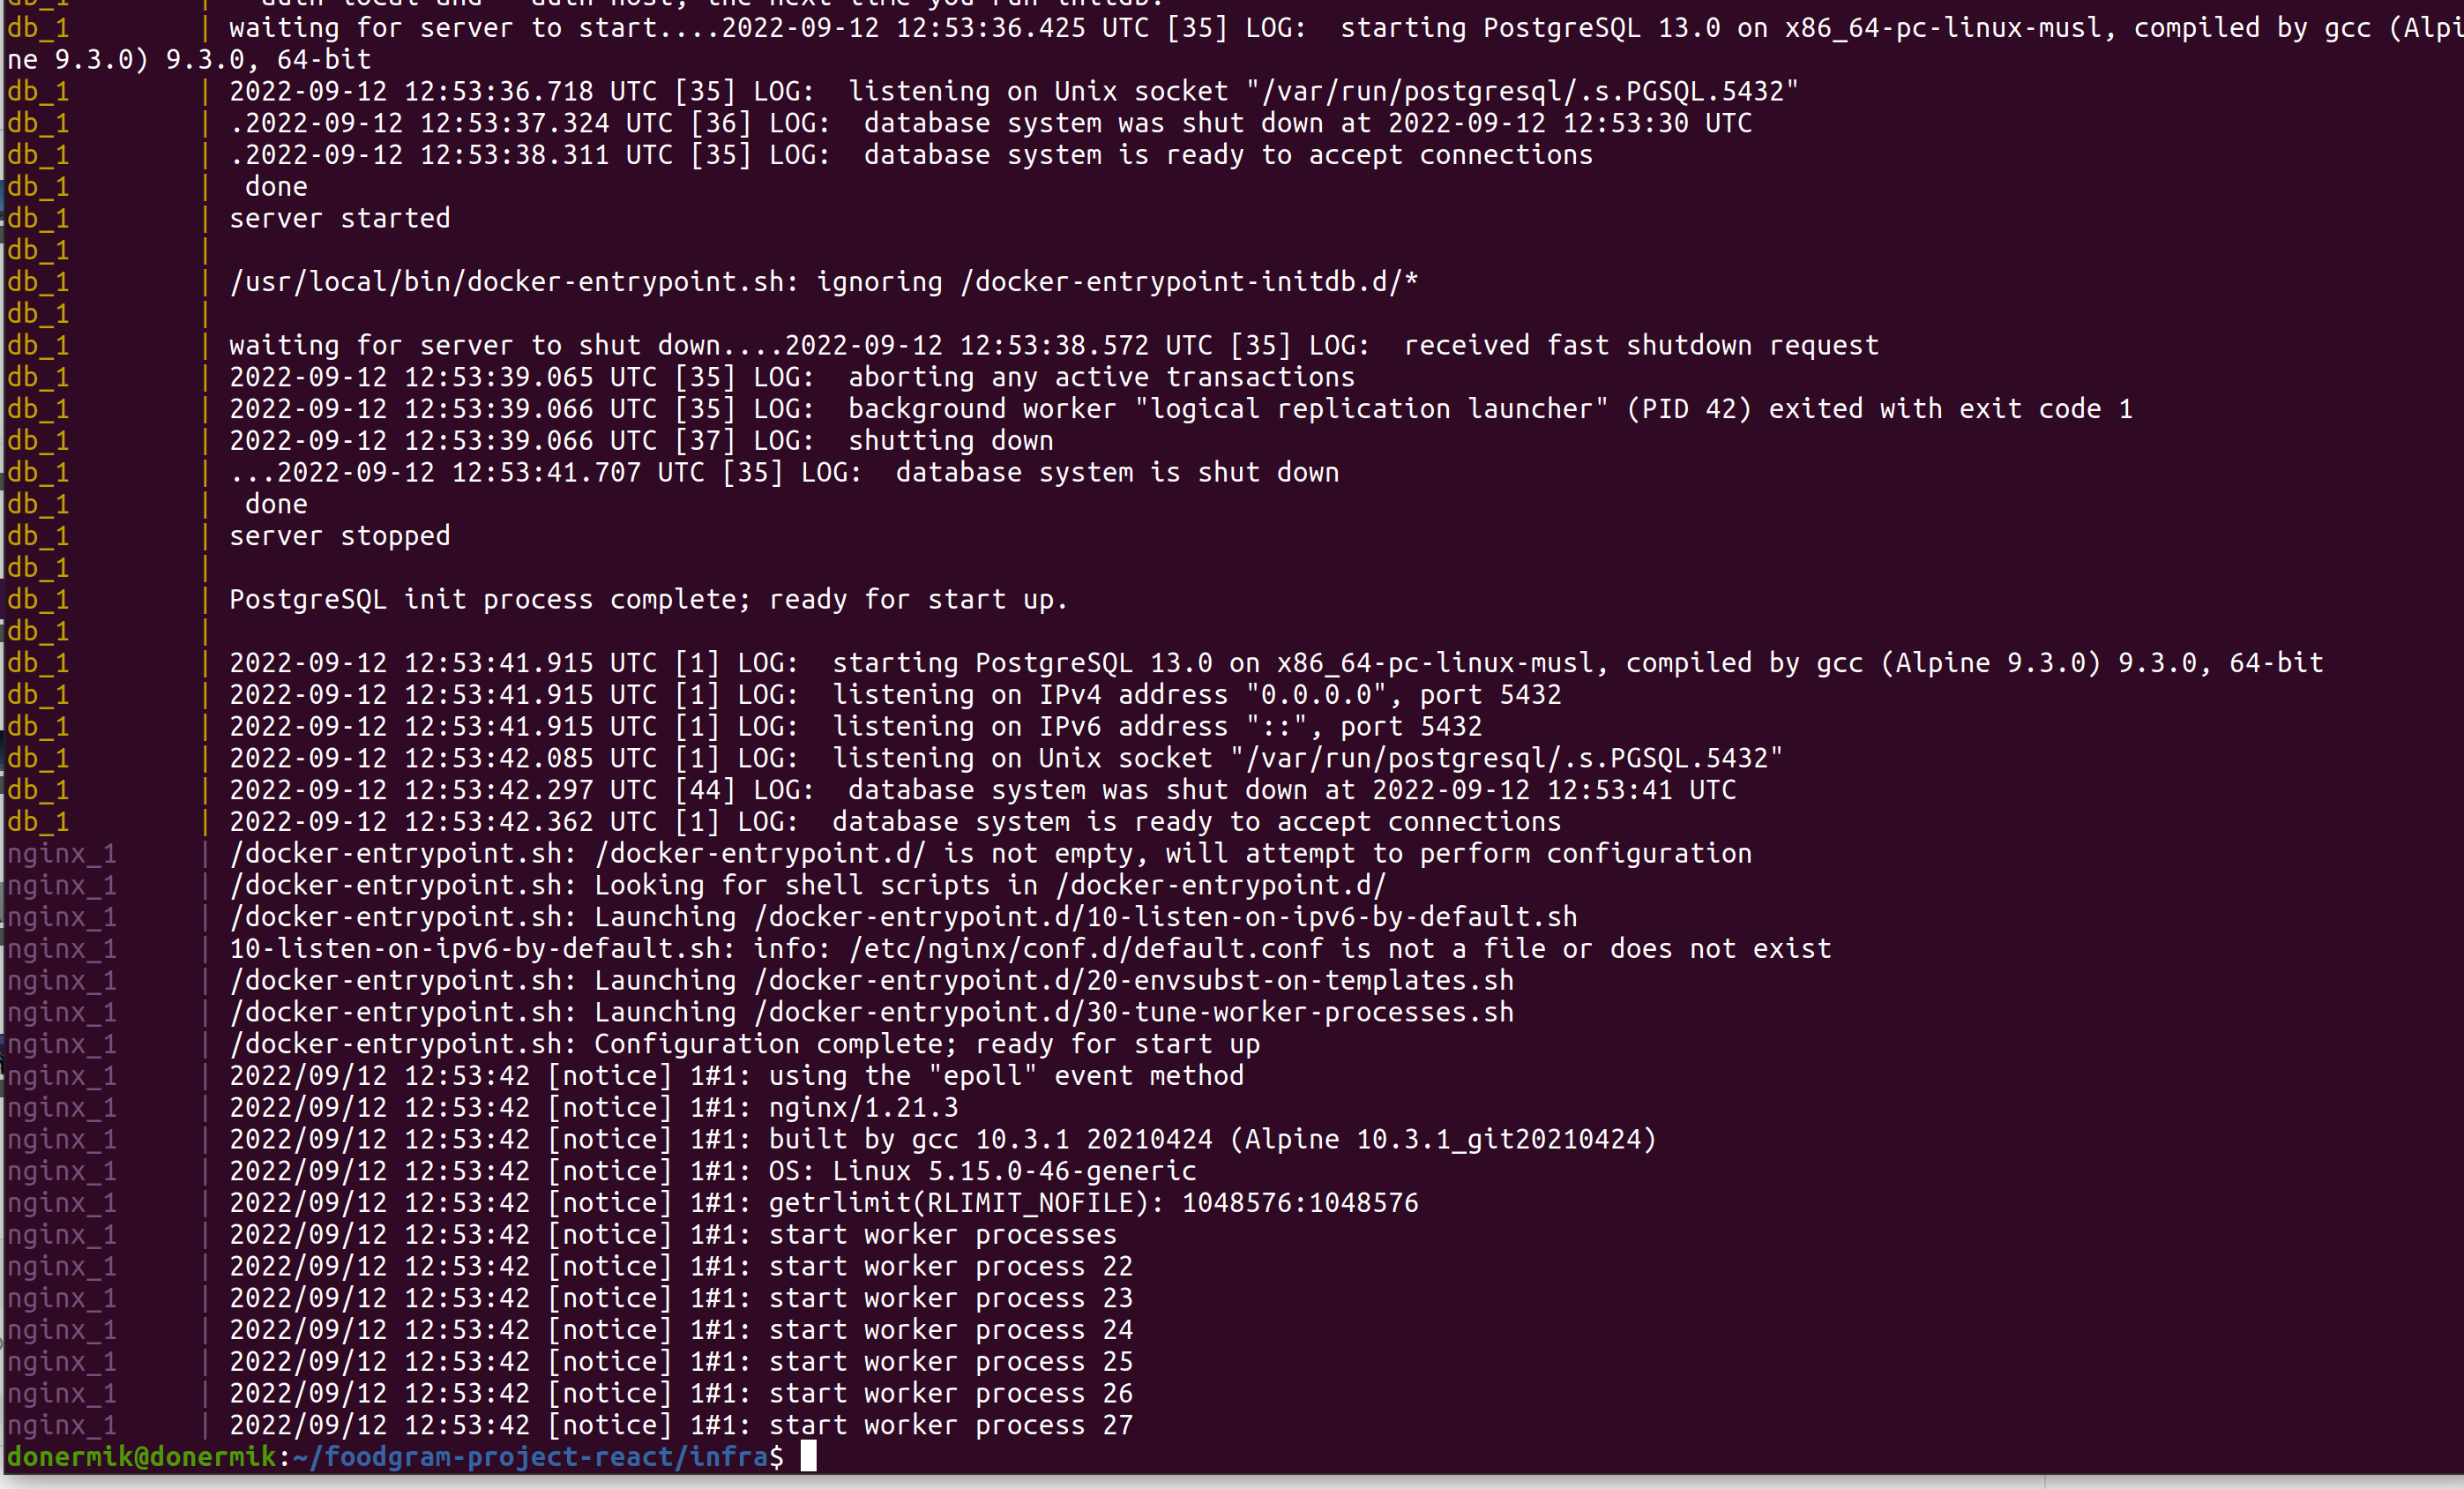 db_1 | --auth-local and --auth-host, the next time you run initdb.
db_1 | waiting for server to start....2022-09-12 12:53:36.425 UTC [35] LOG:  starting PostgreSQL 13.0 on x86_64-pc-linux-musl, compiled by gcc (Alpi
ne 9.3.0) 9.3.0, 64-bit
db_1 | 2022-09-12 12:53:36.718 UTC [35] LOG:  listening on Unix socket "/var/run/postgresql/.s.PGSQL.5432"
db_1 | .2022-09-12 12:53:37.324 UTC [36] LOG:  database system was shut down at 2022-09-12 12:53:30 UTC
db_1 | .2022-09-12 12:53:38.311 UTC [35] LOG:  database system is ready to accept connections
db_1 |  done
db_1 | server started
db_1 |
db_1 | /usr/local/bin/docker-entrypoint.sh: ignoring /docker-entrypoint-initdb.d/*
db_1 |
db_1 | waiting for server to shut down....2022-09-12 12:53:38.572 UTC [35] LOG:  received fast shutdown request
db_1 | 2022-09-12 12:53:39.065 UTC [35] LOG:  aborting any active transactions
db_1 | 2022-09-12 12:53:39.066 UTC [35] LOG:  background worker "logical replication launcher" (PID 42) exited with exit code 1
db_1 | 2022-09-12 12:53:39.066 UTC [37] LOG:  shutting down
db_1 | ...2022-09-12 12:53:41.707 UTC [35] LOG:  database system is shut down
db_1 |  done
db_1 | server stopped
db_1 |
db_1 | PostgreSQL init process complete; ready for start up.
db_1 |
db_1 | 2022-09-12 12:53:41.915 UTC [1] LOG:  starting PostgreSQL 13.0 on x86_64-pc-linux-musl, compiled by gcc (Alpine 9.3.0) 9.3.0, 64-bit
db_1 | 2022-09-12 12:53:41.915 UTC [1] LOG:  listening on IPv4 address "0.0.0.0", port 5432
db_1 | 2022-09-12 12:53:41.915 UTC [1] LOG:  listening on IPv6 address "::", port 5432
db_1 | 2022-09-12 12:53:42.085 UTC [1] LOG:  listening on Unix socket "/var/run/postgresql/.s.PGSQL.5432"
db_1 | 2022-09-12 12:53:42.297 UTC [44] LOG:  database system was shut down at 2022-09-12 12:53:41 UTC
db_1 | 2022-09-12 12:53:42.362 UTC [1] LOG:  database system is ready to accept connections
nginx_1 | /docker-entrypoint.sh: /docker-entrypoint.d/ is not empty, will attempt to perform configuration
nginx_1 | /docker-entrypoint.sh: Looking for shell scripts in /docker-entrypoint.d/
nginx_1 | /docker-entrypoint.sh: Launching /docker-entrypoint.d/10-listen-on-ipv6-by-default.sh
nginx_1 | 10-listen-on-ipv6-by-default.sh: info: /etc/nginx/conf.d/default.conf is not a file or does not exist
nginx_1 | /docker-entrypoint.sh: Launching /docker-entrypoint.d/20-envsubst-on-templates.sh
nginx_1 | /docker-entrypoint.sh: Launching /docker-entrypoint.d/30-tune-worker-processes.sh
nginx_1 | /docker-entrypoint.sh: Configuration complete; ready for start up
nginx_1 | 2022/09/12 12:53:42 [notice] 1#1: using the "epoll" event method
nginx_1 | 2022/09/12 12:53:42 [notice] 1#1: nginx/1.21.3
nginx_1 | 2022/09/12 12:53:42 [notice] 1#1: built by gcc 10.3.1 20210424 (Alpine 10.3.1_git20210424)
nginx_1 | 2022/09/12 12:53:42 [notice] 1#1: OS: Linux 5.15.0-46-generic
nginx_1 | 2022/09/12 12:53:42 [notice] 1#1: getrlimit(RLIMIT_NOFILE): 1048576:1048576
nginx_1 | 2022/09/12 12:53:42 [notice] 1#1: start worker processes
nginx_1 | 2022/09/12 12:53:42 [notice] 1#1: start worker process 22
nginx_1 | 2022/09/12 12:53:42 [notice] 1#1: start worker process 23
nginx_1 | 2022/09/12 12:53:42 [notice] 1#1: start worker process 24
nginx_1 | 2022/09/12 12:53:42 [notice] 1#1: start worker process 25
nginx_1 | 2022/09/12 12:53:42 [notice] 1#1: start worker process 26
nginx_1 | 2022/09/12 12:53:42 [notice] 1#1: start worker process 27
donermik@donermik:~/foodgram-project-react/infra$